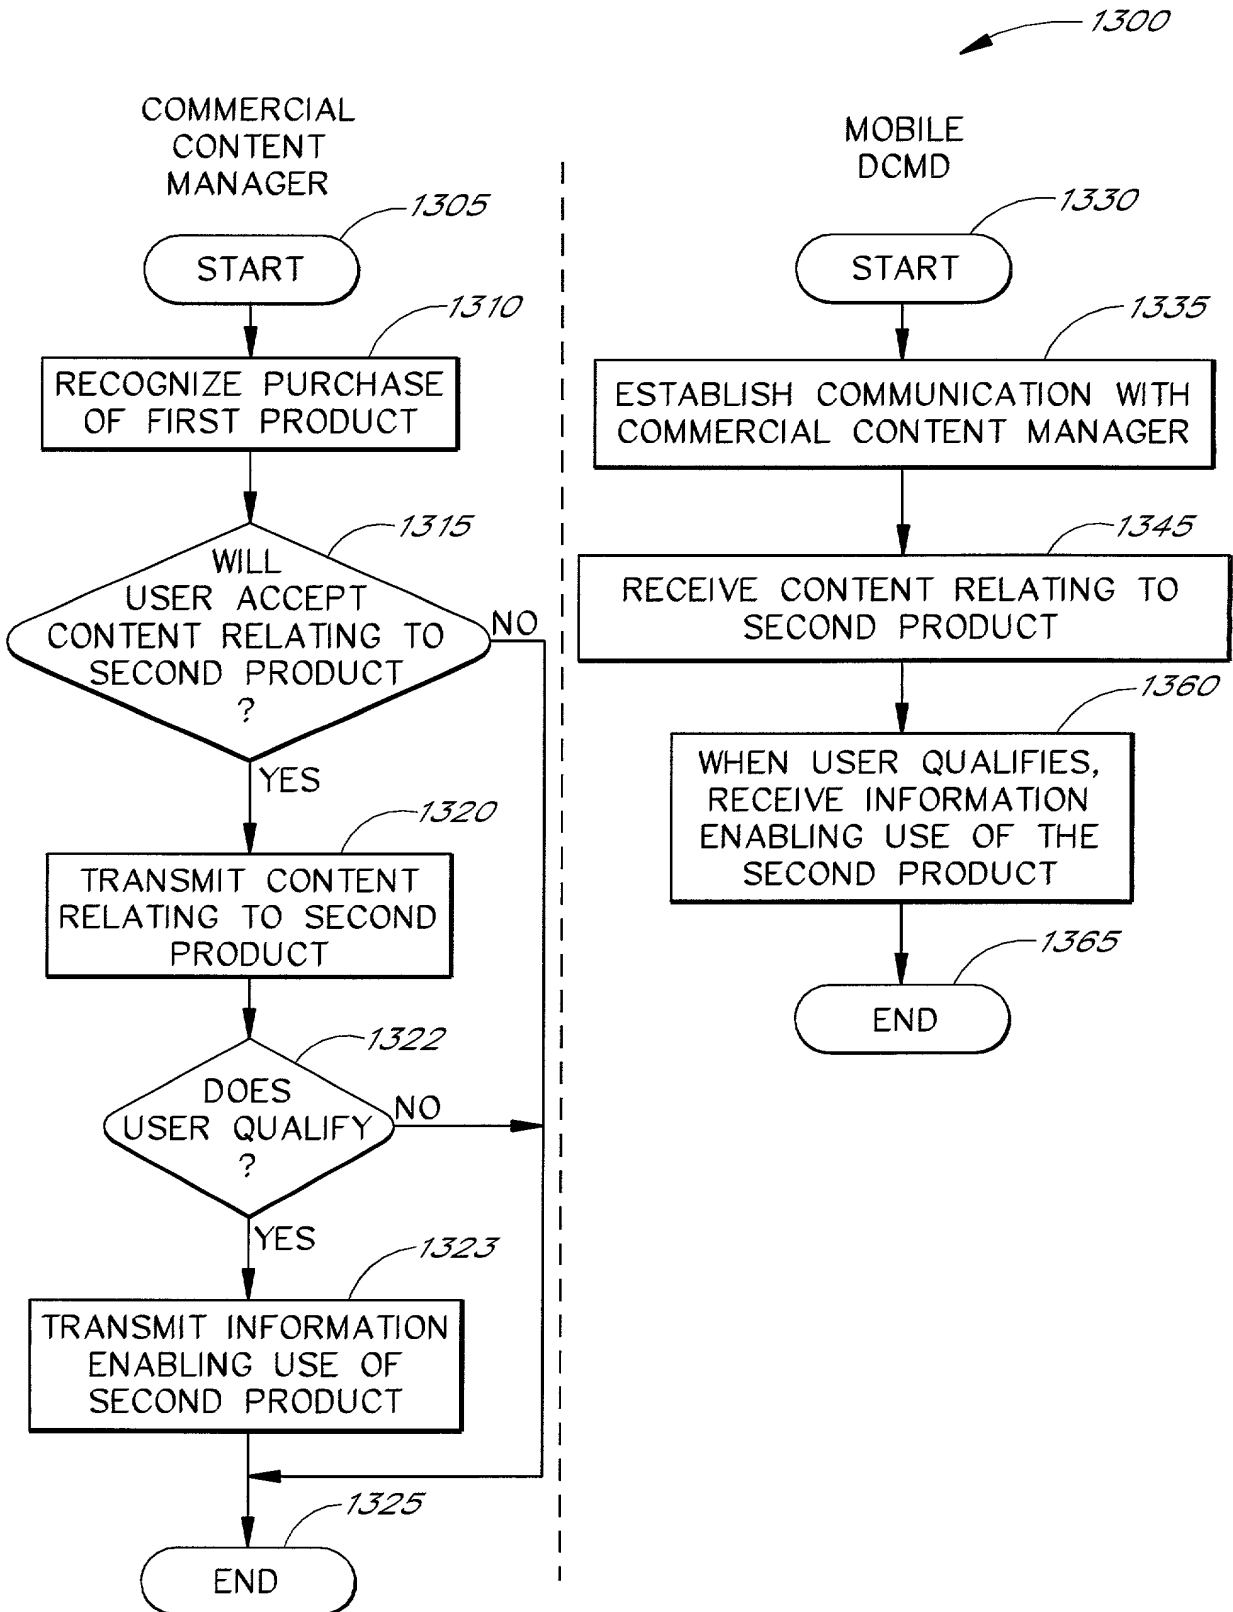 1300
COMMERCIAL
CONTENT
MANAGER
1305
START
1310
RECOGNIZE PURCHASE
OF FIRST PRODUCT
1315
WILL
USER ACCEPT
CONTENT RELATING TO
SECOND PRODUCT
?
NO
YES
1320
TRANSMIT CONTENT
RELATING TO SECOND
PRODUCT
1322
DOES
USER QUALIFY
?
NO
YES
1323
TRANSMIT INFORMATION
ENABLING USE OF
SECOND PRODUCT
1325
END
MOBILE
DCMD
1330
START
1335
ESTABLISH COMMUNICATION WITH
COMMERCIAL CONTENT MANAGER
1345
RECEIVE CONTENT RELATING TO
SECOND PRODUCT
1360
WHEN USER QUALIFIES,
RECEIVE INFORMATION
ENABLING USE OF THE
SECOND PRODUCT
1365
END